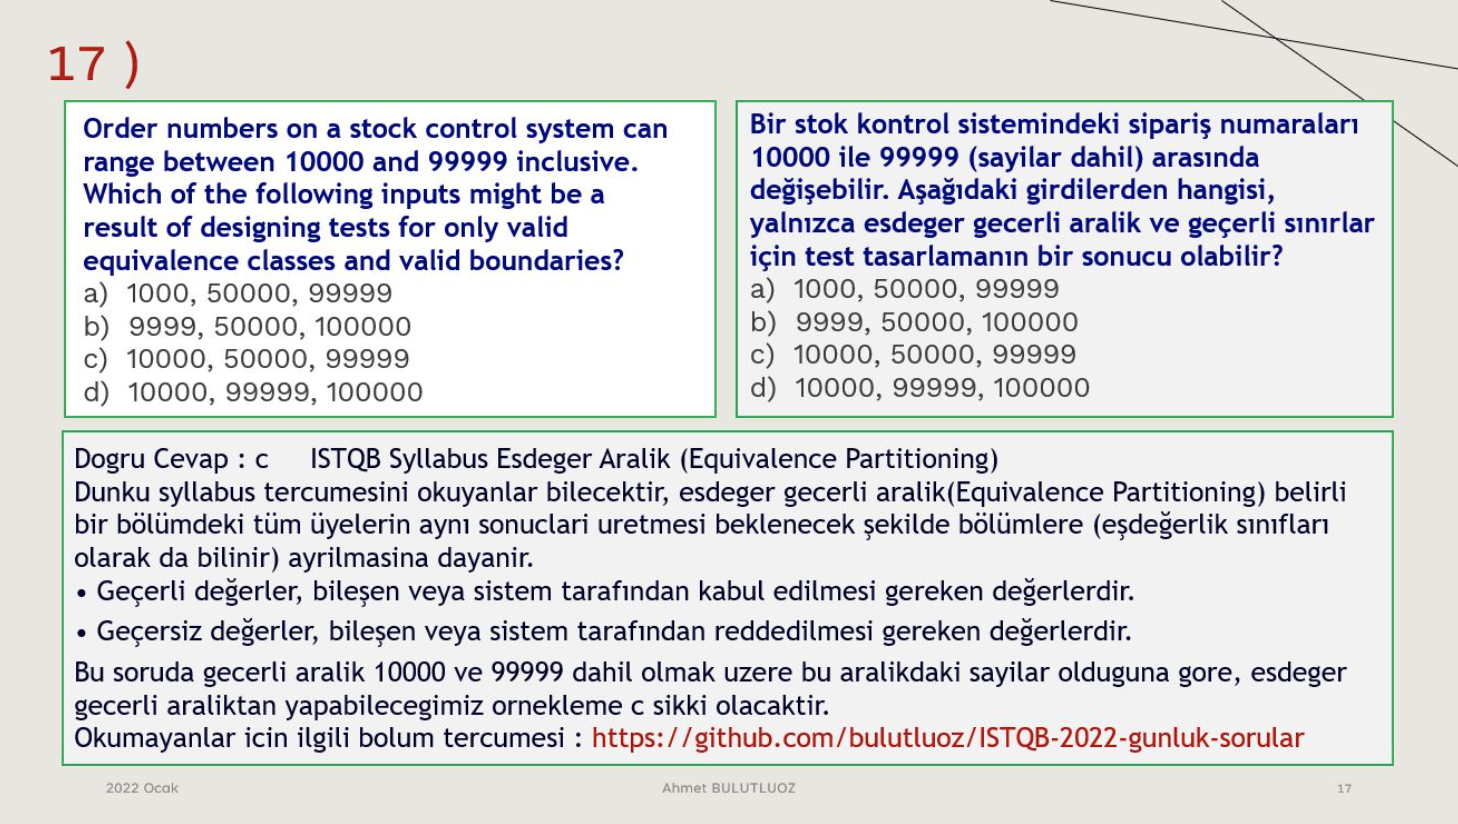 17 )
Order numbers on a stock control system can
range between 10000 and 99999 inclusive.
Which of the following inputs might be a
result of designing tests for only valid
equivalence classes and valid boundaries?
a) 1000, 50000, 99999
b) 9999, 50000, 100000
c) 10000, 50000, 99999
d) 10000, 99999, 100000
Bir stok kontrol sistemindeki sipariş numaraları
10000 ile 99999 (sayilar dahil) arasında
değişebilir. Aşağıdaki girdilerden hangisi,
yalnızca esdeger gecerli aralik ve geçerli sınırlar
için test tasarlamanın bir sonucu olabilir?
a) 1000, 50000, 99999
b) 9999, 50000, 100000
c) 10000, 50000, 99999
d) 10000, 99999, 100000
Dogru Cevap : c ISTQB Syllabus Esdeger Aralik (Equivalence Partitioning)
Dunku syllabus tercumesini okuyanlar bilecektir, esdeger gecerli aralik(Equivalence Partitioning) belirli
bir bölümdeki tüm üyelerin aynı sonuclari uretmesi beklenecek şekilde bölümlere (eşdeğerlik sınıfları
olarak da bilinir) ayrilmasina dayanir.
• Geçerli değerler, bileşen veya sistem tarafından kabul edilmesi gereken değerlerdir.
• Geçersiz değerler, bileşen veya sistem tarafından reddedilmesi gereken değerlerdir.
Bu soruda gecerli aralik 10000 ve 99999 dahil olmak uzere bu aralikdaki sayilar olduguna gore, esdeger
gecerli araliktan yapabilecegimiz ornekleme c sikki olacaktir.
Okumayanlar icin ilgili bolum tercumesi : https://github.com/bulutluoz/ISTQB-2022-gunluk-sorular
2022 Ocak
Ahmet BULUTLUOZ
17